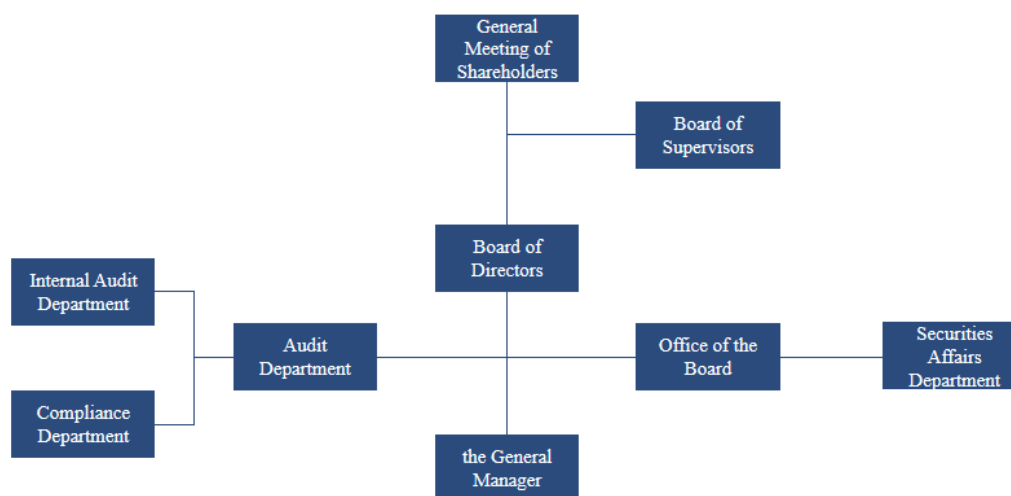 General
Meeting of
Shareholders
Board of
Supervisors
Board of
Directors
Internal Audit
Department
Audit
Department
Office of the
Board
Securities
Affairs
Department
Compliance
Department
the General
Manager